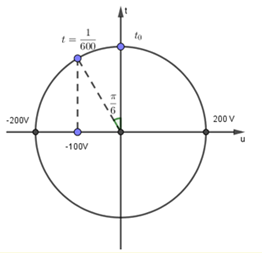 t
t = 1/600
t₀
π/6
-200V
200 V
-100V
u